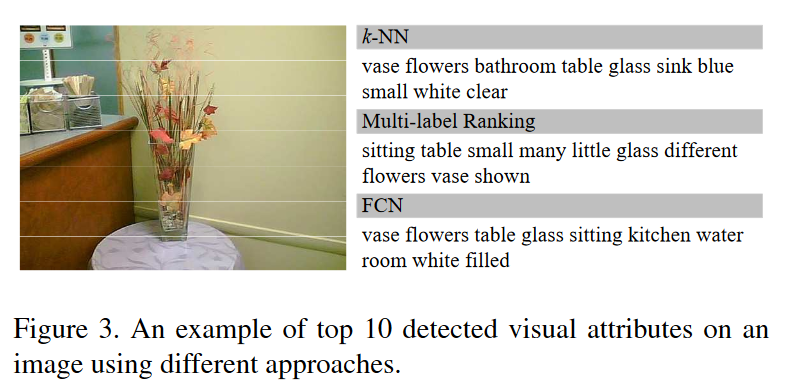 k-NN
vase flowers bathroom table glass sink blue
small white clear
Multi-label Ranking
sitting table small many little glass different
flowers vase shown
FCN
vase flowers table glass sitting kitchen water
room white filled
Figure 3. An example of top 10 detected visual attributes on an
image using different approaches.